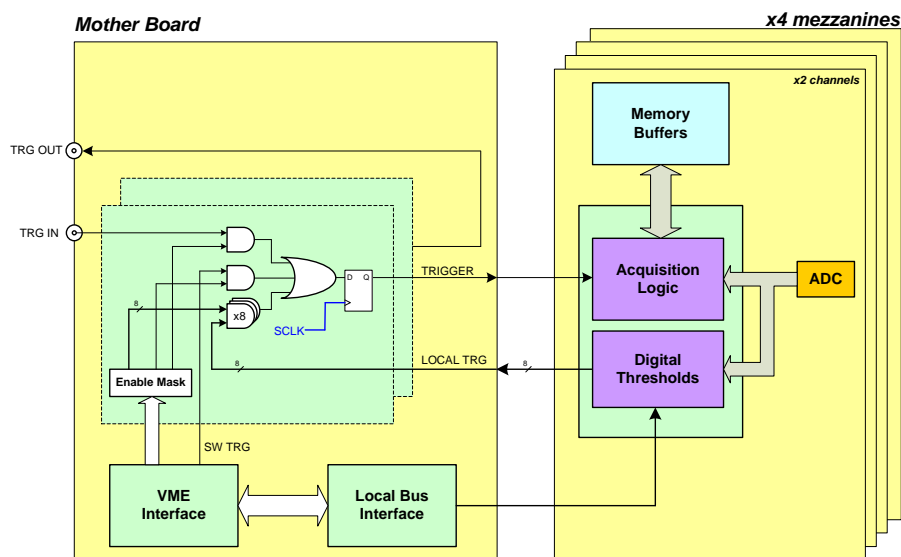 Mother Board
x4 mezzanines
x2 channels
Memory
Buffers
TRG OUT
TRG IN
D Q
TRIGGER
Acquisition
Logic
ADC
8
x8
SCLK
LOCAL TRG
8
8
Digital
Thresholds
Enable Mask
SW TRG
VME
Interface
Local Bus
Interface